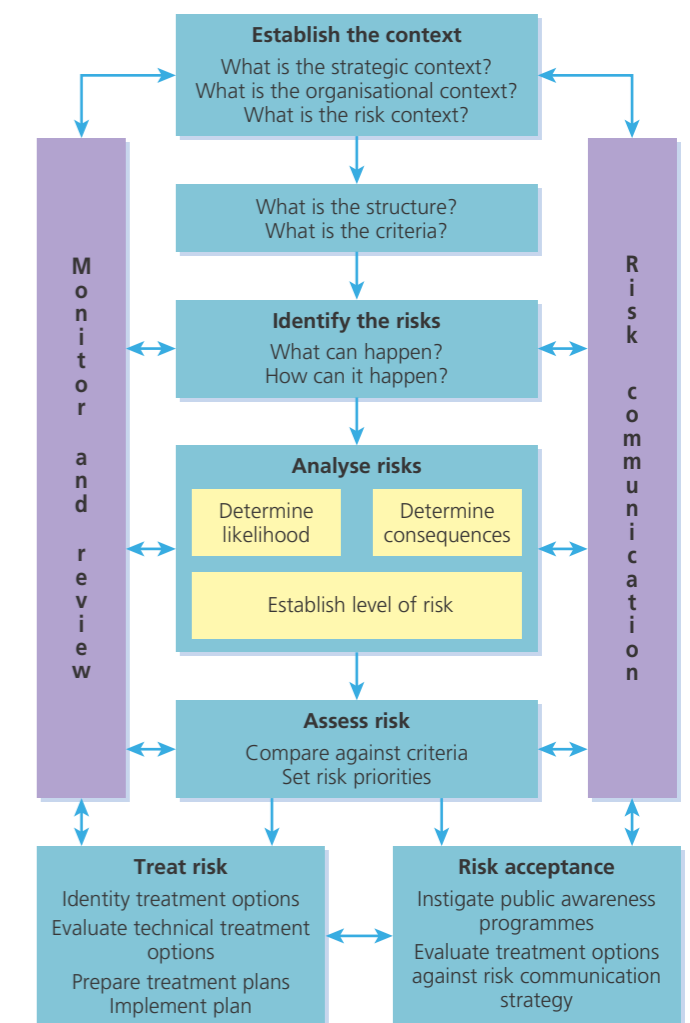 Establish the context
What is the strategic context?
What is the organisational context?
What is the risk context?
What is the structure?
What is the criteria?
Monitor and review
Risk communication
Identify the risks
What can happen?
How can it happen?
Analyse risks
Determine
likelihood
Determine
consequences
Establish level of risk
Assess risk
Compare against criteria
Set risk priorities
Treat risk
Identity treatment options
Evaluate technical treatment
options
Prepare treatment plans
Implement plan
Risk acceptance
Instigate public awareness
programmes
Evaluate treatment options
against risk communication
strategy